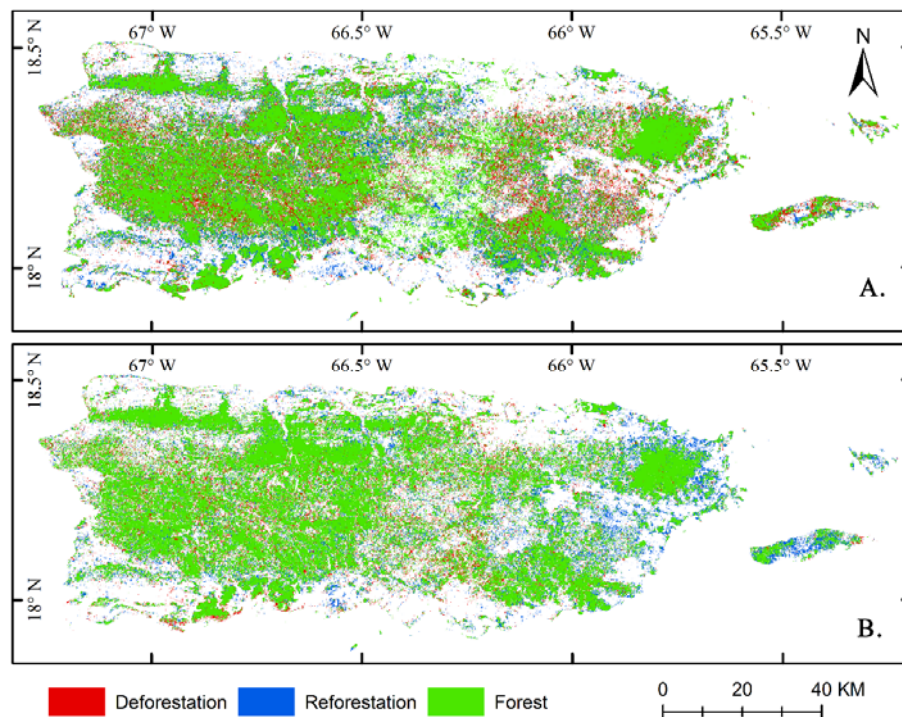 67° W 66.5° W 66° W 65.5° W
N
18.5° N
18° N
A.
67° W 66.5° W 66° W 65.5° W
18.5° N
18° N
B.
Deforestation Reforestation Forest
0 20 40 KM